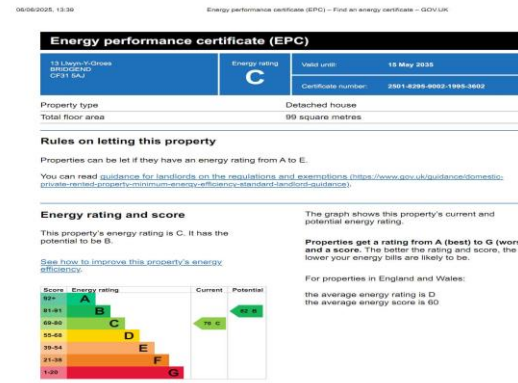 06/06/2025, 13:39
Energy performance certificate (EPC) – Find an energy certificate – GOV.UK
Energy performance certificate (EPC)
13 Llwyn-Y-Groes
BRIDGEND
CF31 5AJ
Energy rating
C
Valid until:
15 May 2035
Certificate number:
2501-8295-9002-1995-3602
Property type
Detached house
Total floor area
99 square metres
Rules on letting this property
Properties can be let if they have an energy rating from A to E.
You can read guidance for landlords on the regulations and exemptions (https://www.gov.uk/guidance/domestic-
private-rented-property-minimum-energy-efficiency-standard-landlord-guidance).
Energy rating and score
This property's energy rating is C. It has the
potential to be B.
See how to improve this property's energy
efficiency.
Score Energy rating Current Potential
92+ A
81-91 B 82 B
69-80 C C
55-68 D
39-54 E
21-38 F
1-20 G
The graph shows this property's current and
potential energy rating.
Properties get a rating from A (best) to G (wors
and a score. The better the rating and score, the
lower your energy bills are likely to be.
For properties in England and Wales:
the average energy rating is D
the average energy score is 60